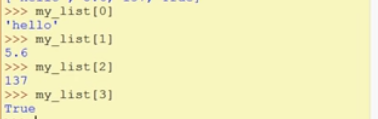 >>> my_list[0]
'hello'
>>> my_list[1]
5.6
>>> my_list[2]
137
>>> my_list[3]
True